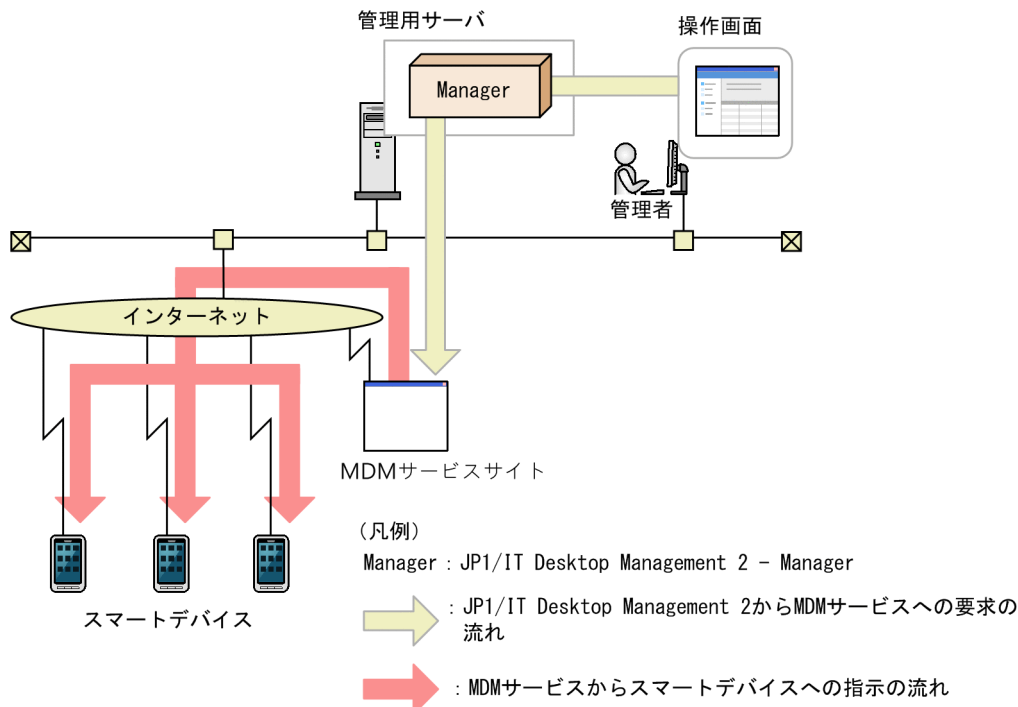 管理用サーバ
操作画面
Manager
管理者
インターネット
MDMサービスサイト
スマートデバイス
(凡例)
Manager:JP1/IT Desktop Management 2 - Manager
:JP1/IT Desktop Management 2からMDMサービスへの要求の
流れ
:MDMサービスからスマートデバイスへの指示の流れ